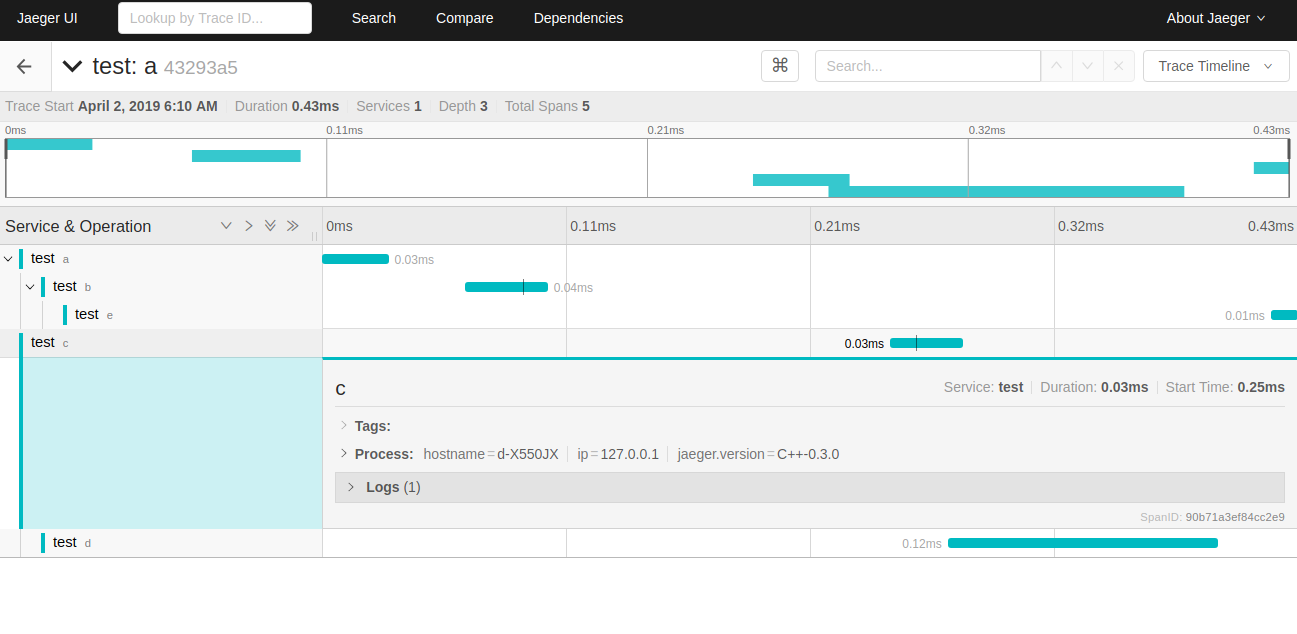 Jaeger UI Lookup by Trace ID... Search Compare Dependencies About Jaeger
test: a 43293a5 ⌘ Search... Trace Timeline
Trace Start April 2, 2019 6:10 AM Duration 0.43ms Services 1 Depth 3 Total Spans 5
0ms 0.11ms 0.21ms 0.32ms 0.43ms
Service & Operation 0ms 0.11ms 0.21ms 0.32ms 0.43ms
test a 0.03ms
test b 0.04ms
test e 0.01ms
test c 0.03ms
c Service: test Duration: 0.03ms Start Time: 0.25ms
Tags:
Process: hostname=d-X550JX ip=127.0.0.1 jaeger.version=C++-0.3.0
Logs (1)
SpanID: 90b71a3ef84cc2e9
test d 0.12ms